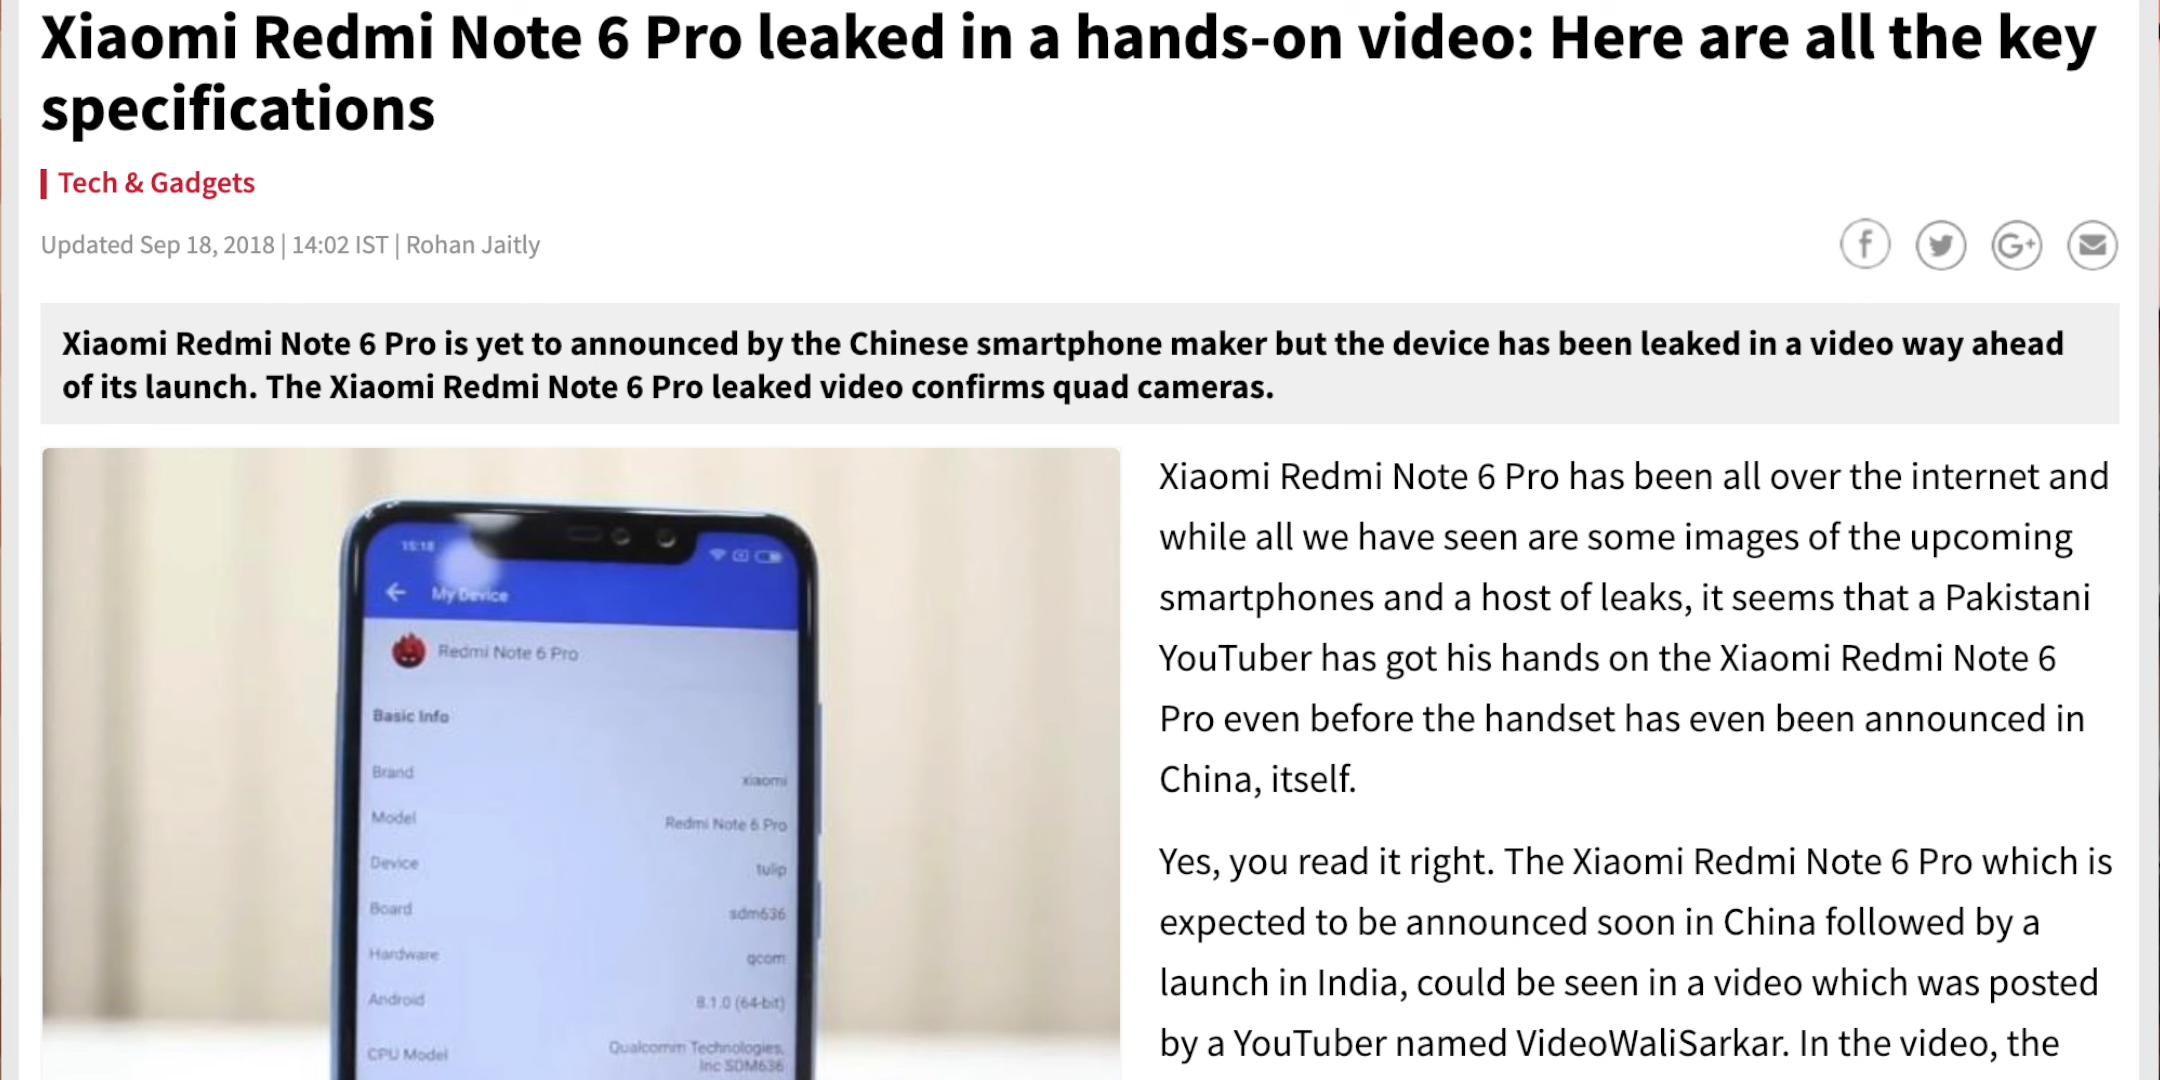 Xiaomi Redmi Note 6 Pro leaked in a hands-on video: Here are all the key
specifications
Tech & Gadgets
Updated Sep 18, 2018 | 14:02 IST | Rohan Jaitly
Xiaomi Redmi Note 6 Pro is yet to announced by the Chinese smartphone maker but the device has been leaked in a video way ahead
of its launch. The Xiaomi Redmi Note 6 Pro leaked video confirms quad cameras.
15:18
My Device
Redmi Note 6 Pro
Basic Info
Brand xiaomi
Model Redmi Note 6 Pro
Device tulip
Board sdm636
Hardware qcom
Android 8.1.0 (64-bit)
CPU Model Qualcomm Technologies,
Inc SDM636
Xiaomi Redmi Note 6 Pro has been all over the internet and
while all we have seen are some images of the upcoming
smartphones and a host of leaks, it seems that a Pakistani
YouTuber has got his hands on the Xiaomi Redmi Note 6
Pro even before the handset has even been announced in
China, itself.
Yes, you read it right. The Xiaomi Redmi Note 6 Pro which is
expected to be announced soon in China followed by a
launch in India, could be seen in a video which was posted
by a YouTuber named VideoWaliSarkar. In the video, the